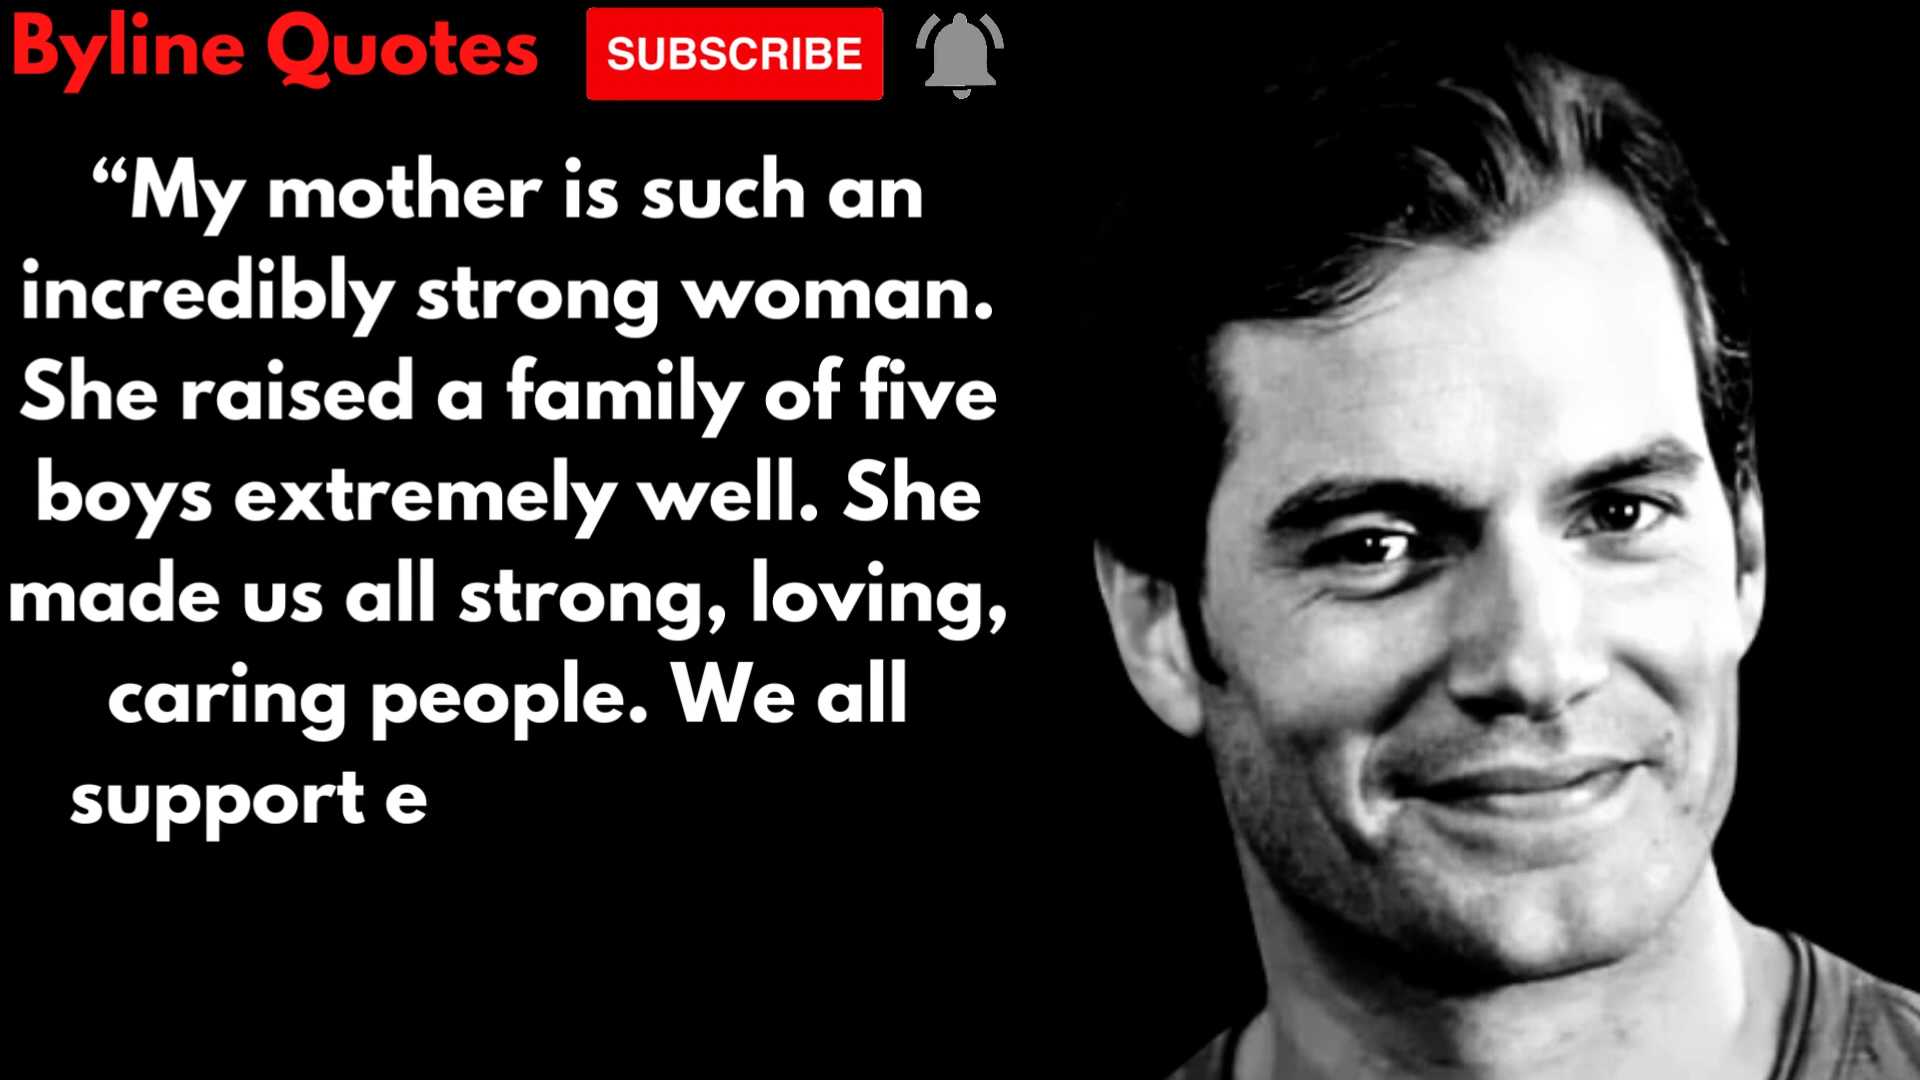 Byline Quotes
SUBSCRIBE
“My mother is such an
incredibly strong woman.
She raised a family of five
boys extremely well. She
made us all strong, loving,
caring people. We all
support e